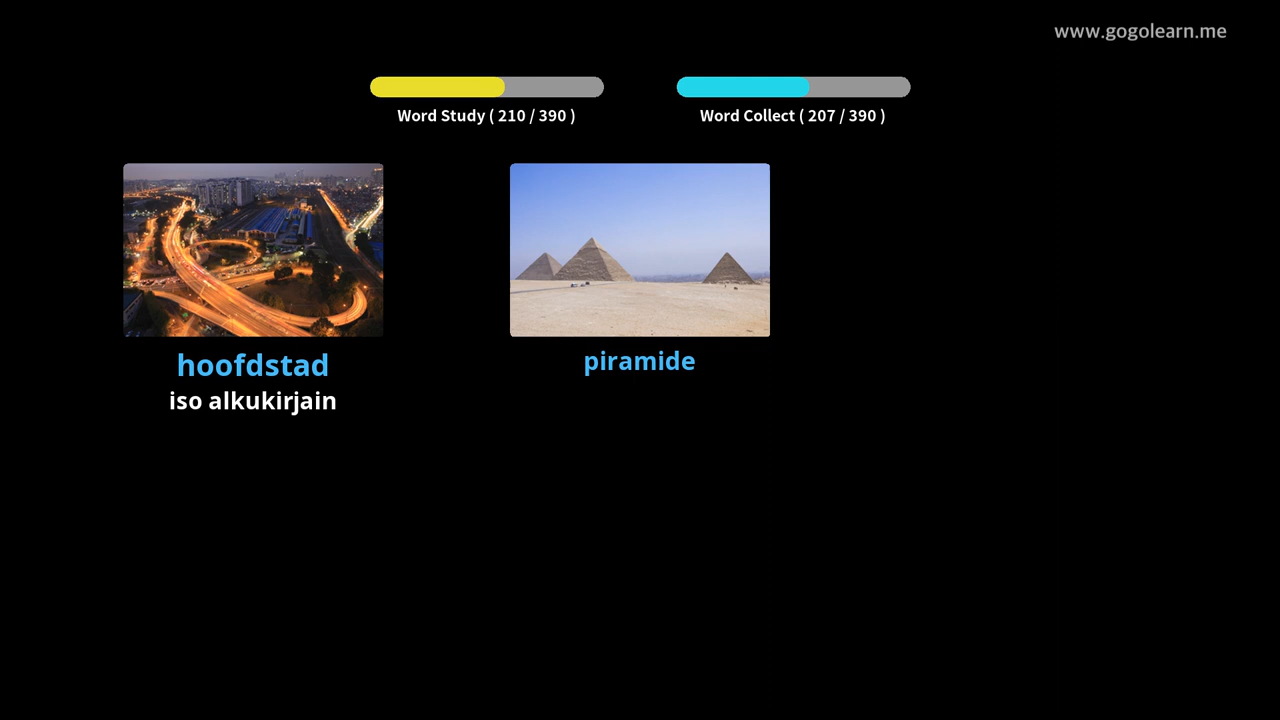 www.gogolearn.me
Word Study ( 210 / 390 )
Word Collect ( 207 / 390 )
hoofdstad
iso alkukirjain
piramide